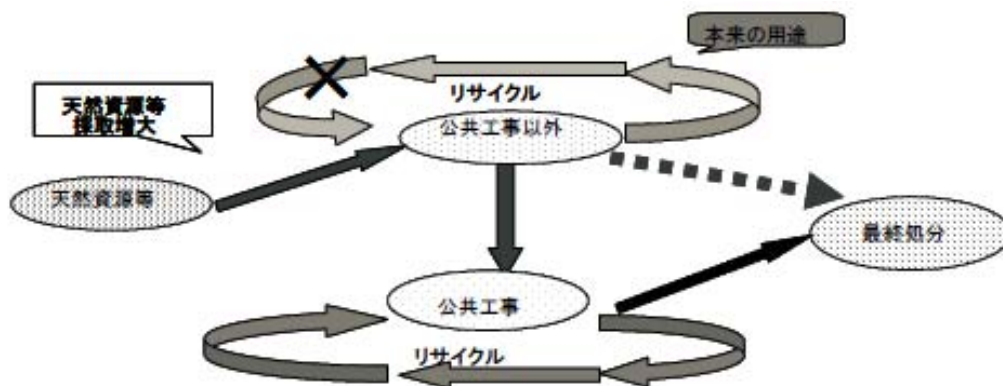 本来の用途
リサイクル
天然資源等
採取増大
公共工事以外
天然資源等
最終処分
公共工事
リサイクル